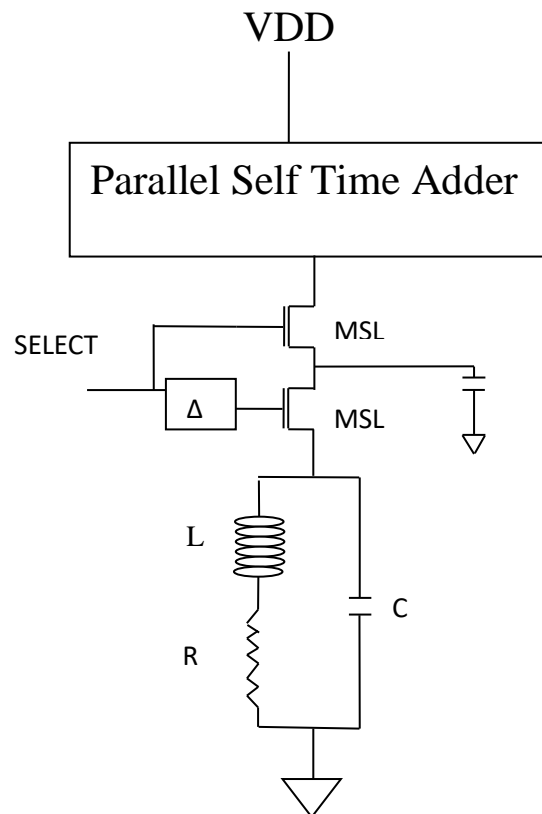 VDD
Parallel Self Time Adder
MSL
SELECT
Δ
MSL
L
C
R